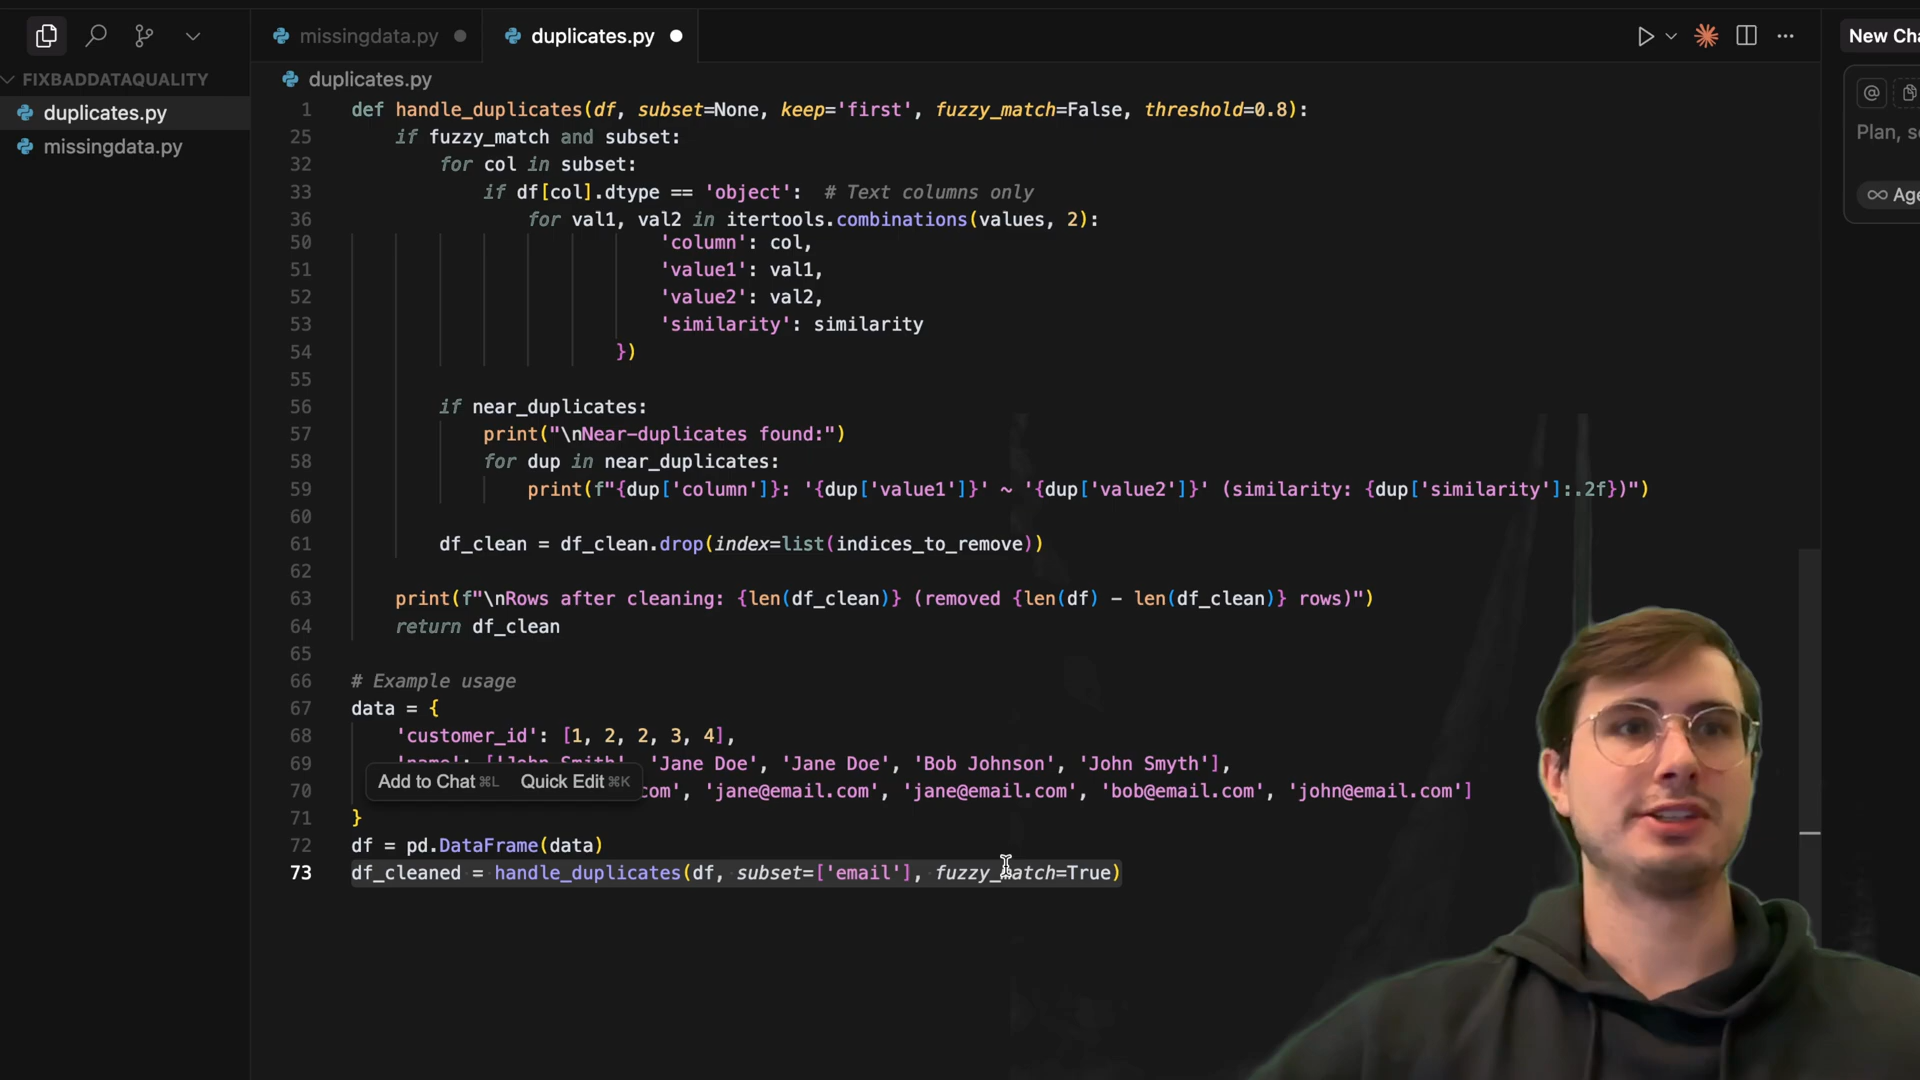 missingdata.py
duplicates.py
New Cha
FIXBADDATAQUALITY
duplicates.py
missingdata.py
duplicates.py
@
Plan, se
∞ Age
1 def handle_duplicates(df, subset=None, keep='first', fuzzy_match=False, threshold=0.8):
25 if fuzzy_match and subset:
32 for col in subset:
33 if df[col].dtype == 'object': # Text columns only
36 for val1, val2 in itertools.combinations(values, 2):
50 'column': col,
51 'value1': val1,
52 'value2': val2,
53 'similarity': similarity
54 })
55
56 if near_duplicates:
57 print("\nNear-duplicates found:")
58 for dup in near_duplicates:
59 print(f"{dup['column']}: '{dup['value1']}' ~ '{dup['value2']}' (similarity: {dup['similarity']:.2f})")
60
61 df_clean = df_clean.drop(index=list(indices_to_remove))
62
63 print(f"\nRows after cleaning: {len(df_clean)} (removed {len(df) - len(df_clean)} rows)")
64 return df_clean
65
66 # Example usage
67 data = {
68 'customer_id': [1, 2, 2, 3, 4],
69 'name': ['John Smith', 'Jane Doe', 'Jane Doe', 'Bob Johnson', 'John Smyth'],
Add to Chat ⌘L Quick Edit ⌘K
70 com', 'jane@email.com', 'jane@email.com', 'bob@email.com', 'john@email.com']
71 }
72 df = pd.DataFrame(data)
73 df_cleaned = handle_duplicates(df, subset=['email'], fuzzy_match=True)